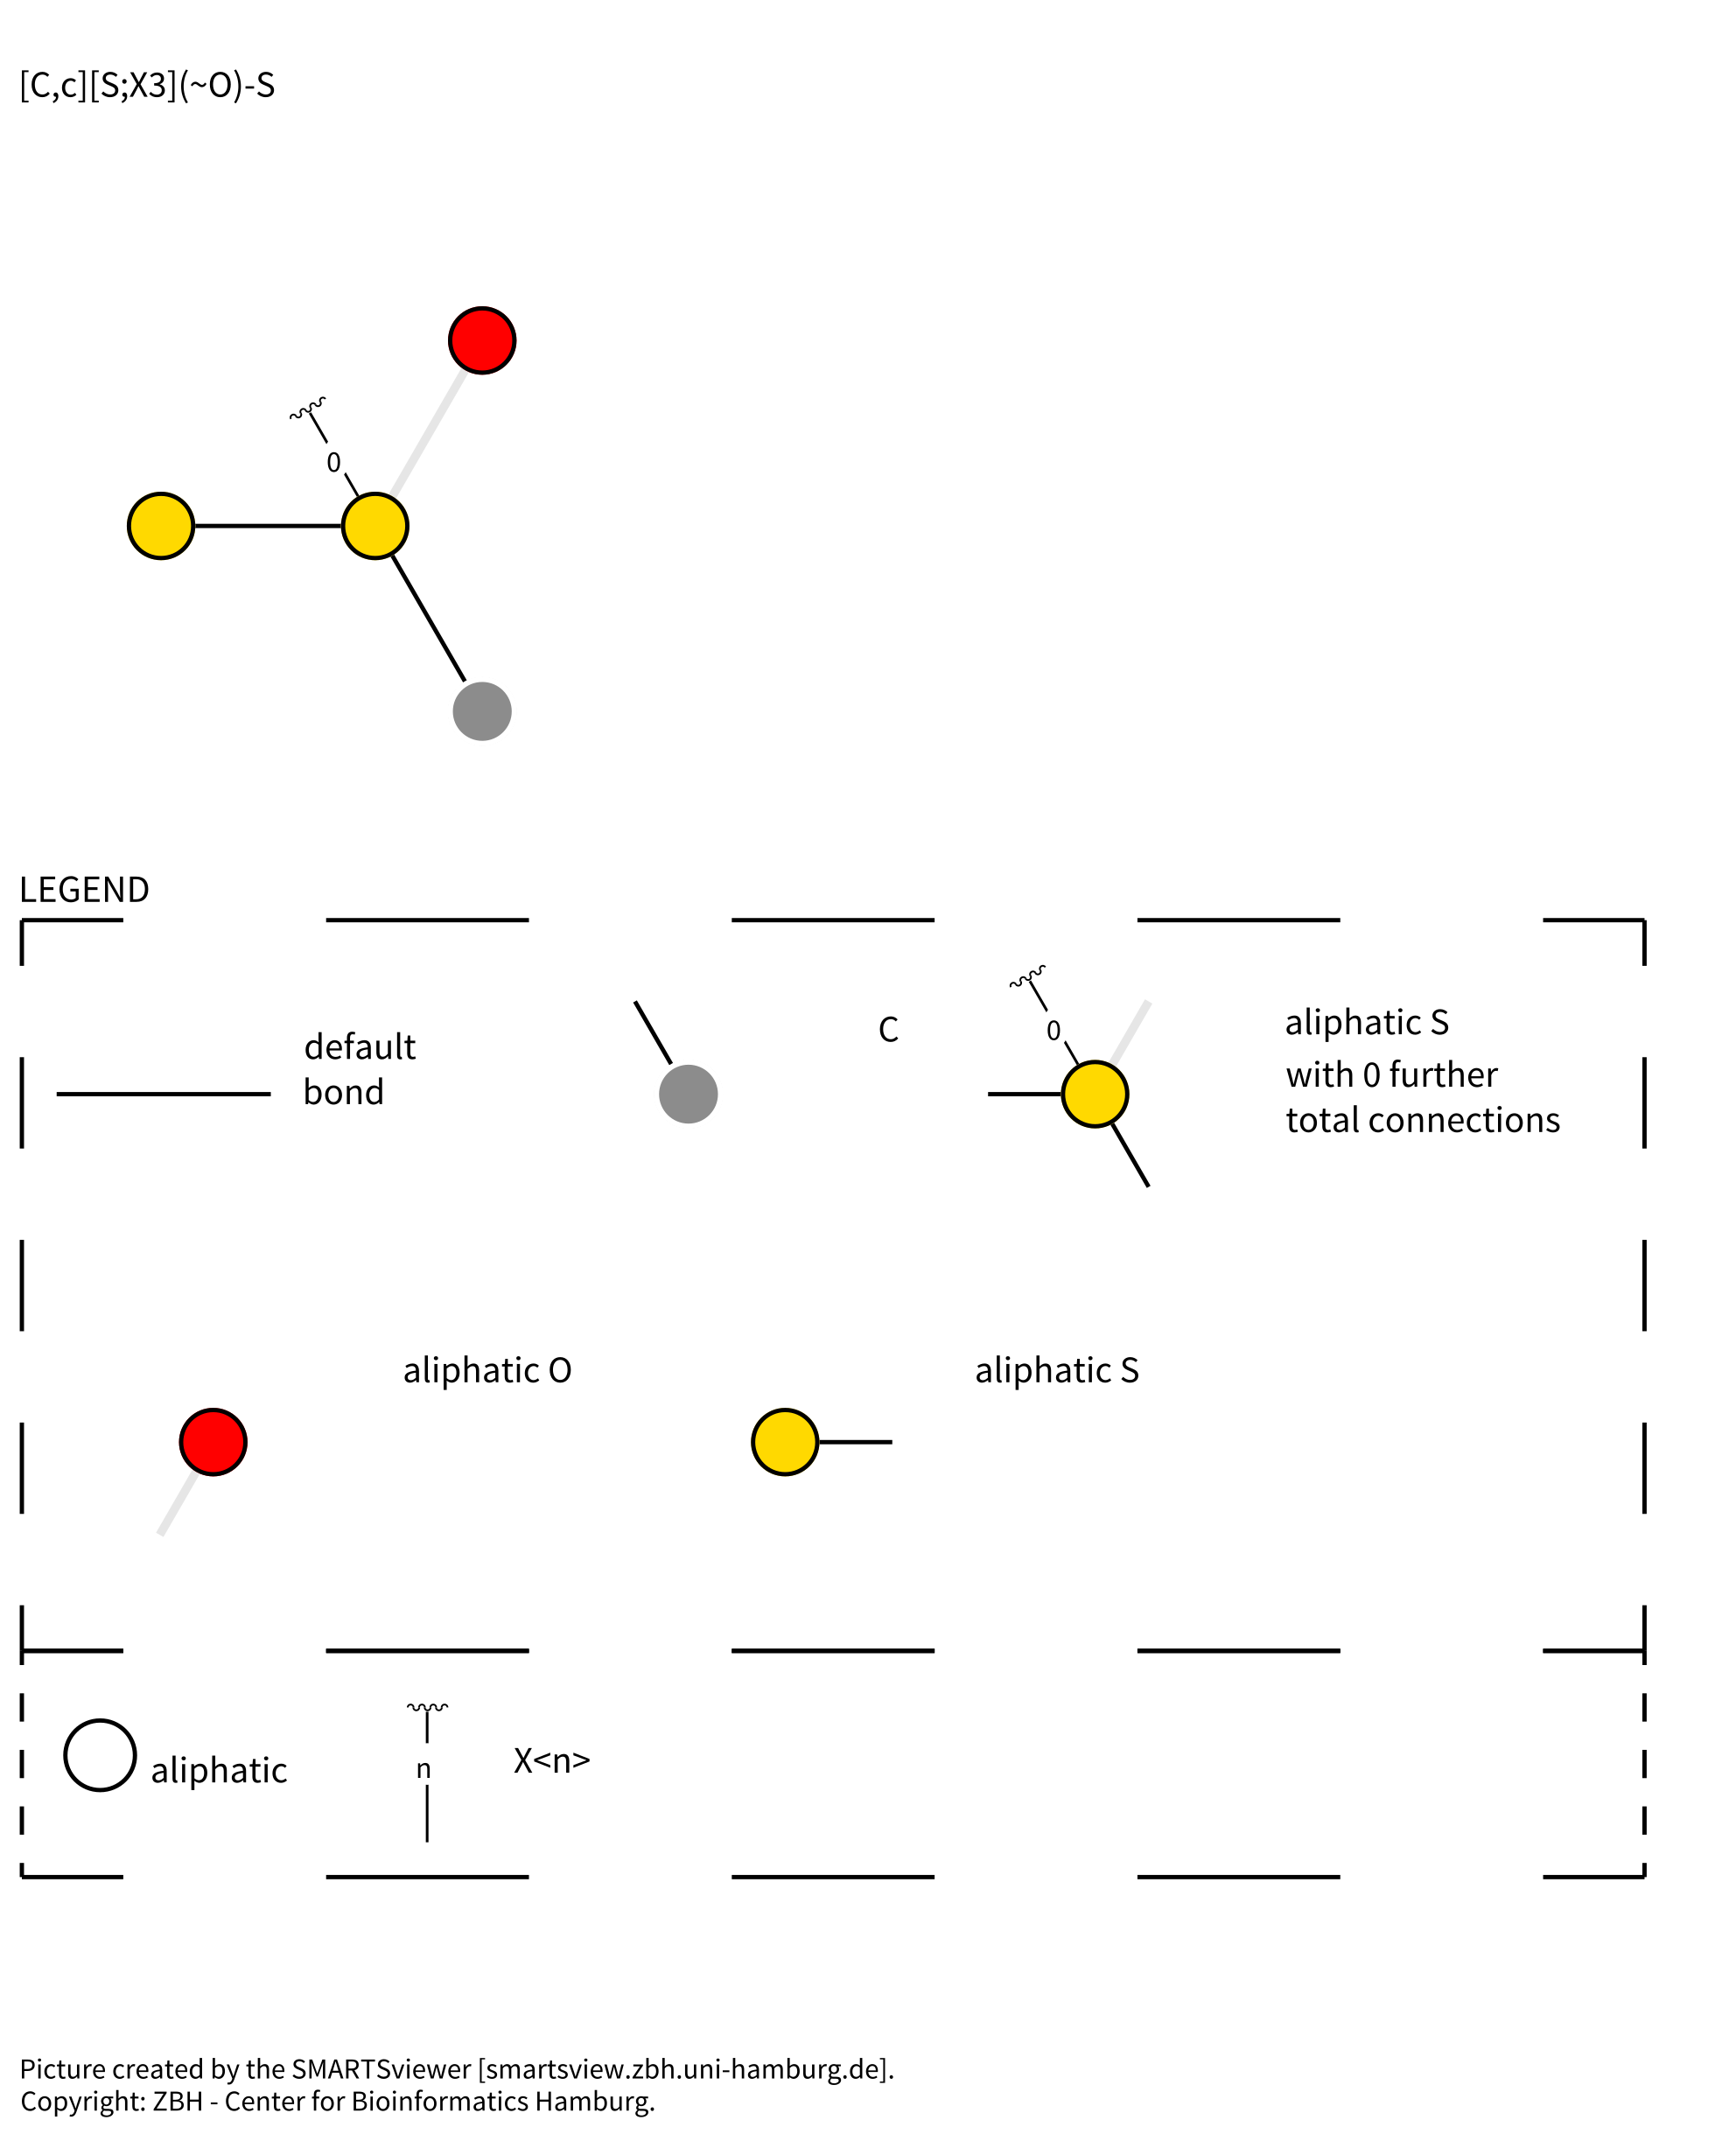 [C,c][S;X3](~O)-S
0
LEGEND
default
bond
C
0
aliphatic S
with 0 further
total connections
aliphatic O
aliphatic S
aliphatic
n
X<n>
Picture created by the SMARTSviewer [smartsview.zbh.uni-hamburg.de].
Copyright: ZBH - Center for Bioinformatics Hamburg.